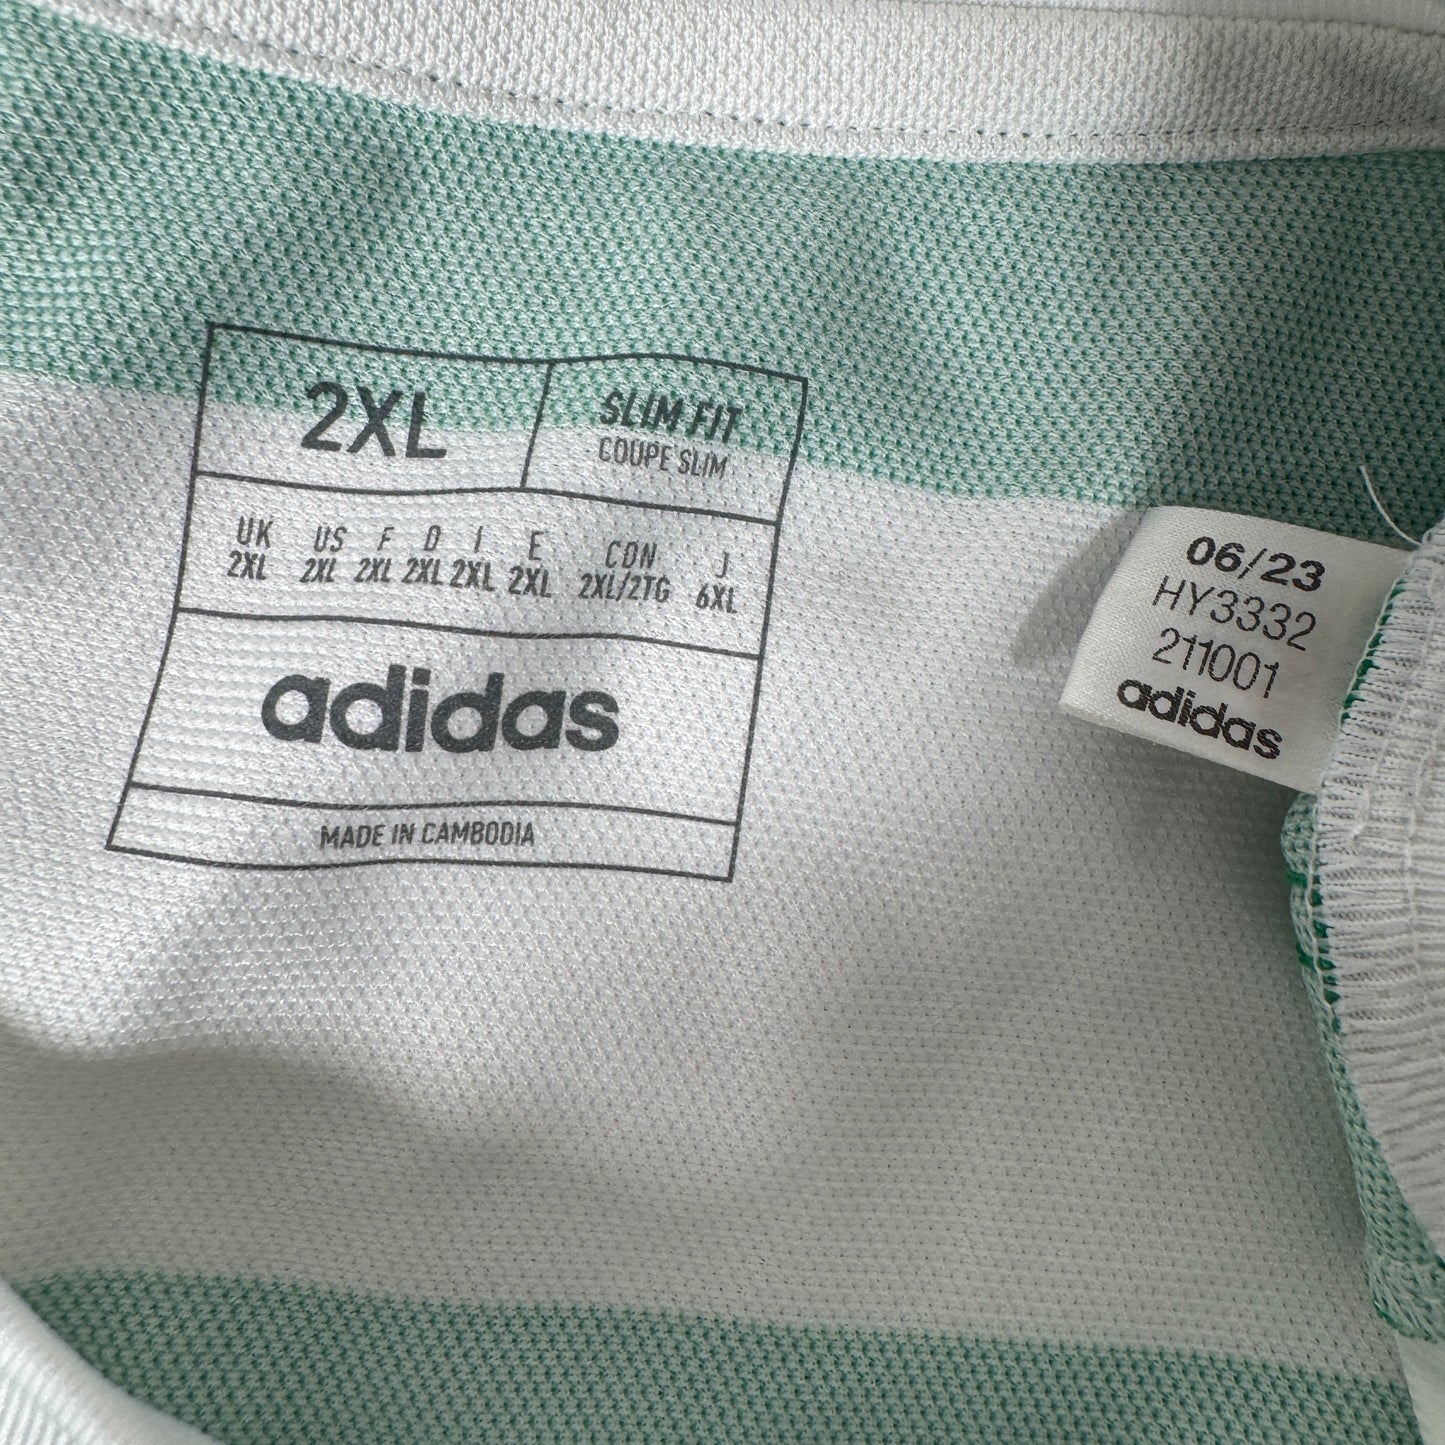 2XL
SLIM FIT
COUPE SLIM
UK US F D I E CDN J
2XL 2XL 2XL 2XL 2XL 2XL 2XL/2TG 6XL
adidas
MADE IN CAMBODIA
06/23
HY3332
211001
adidas